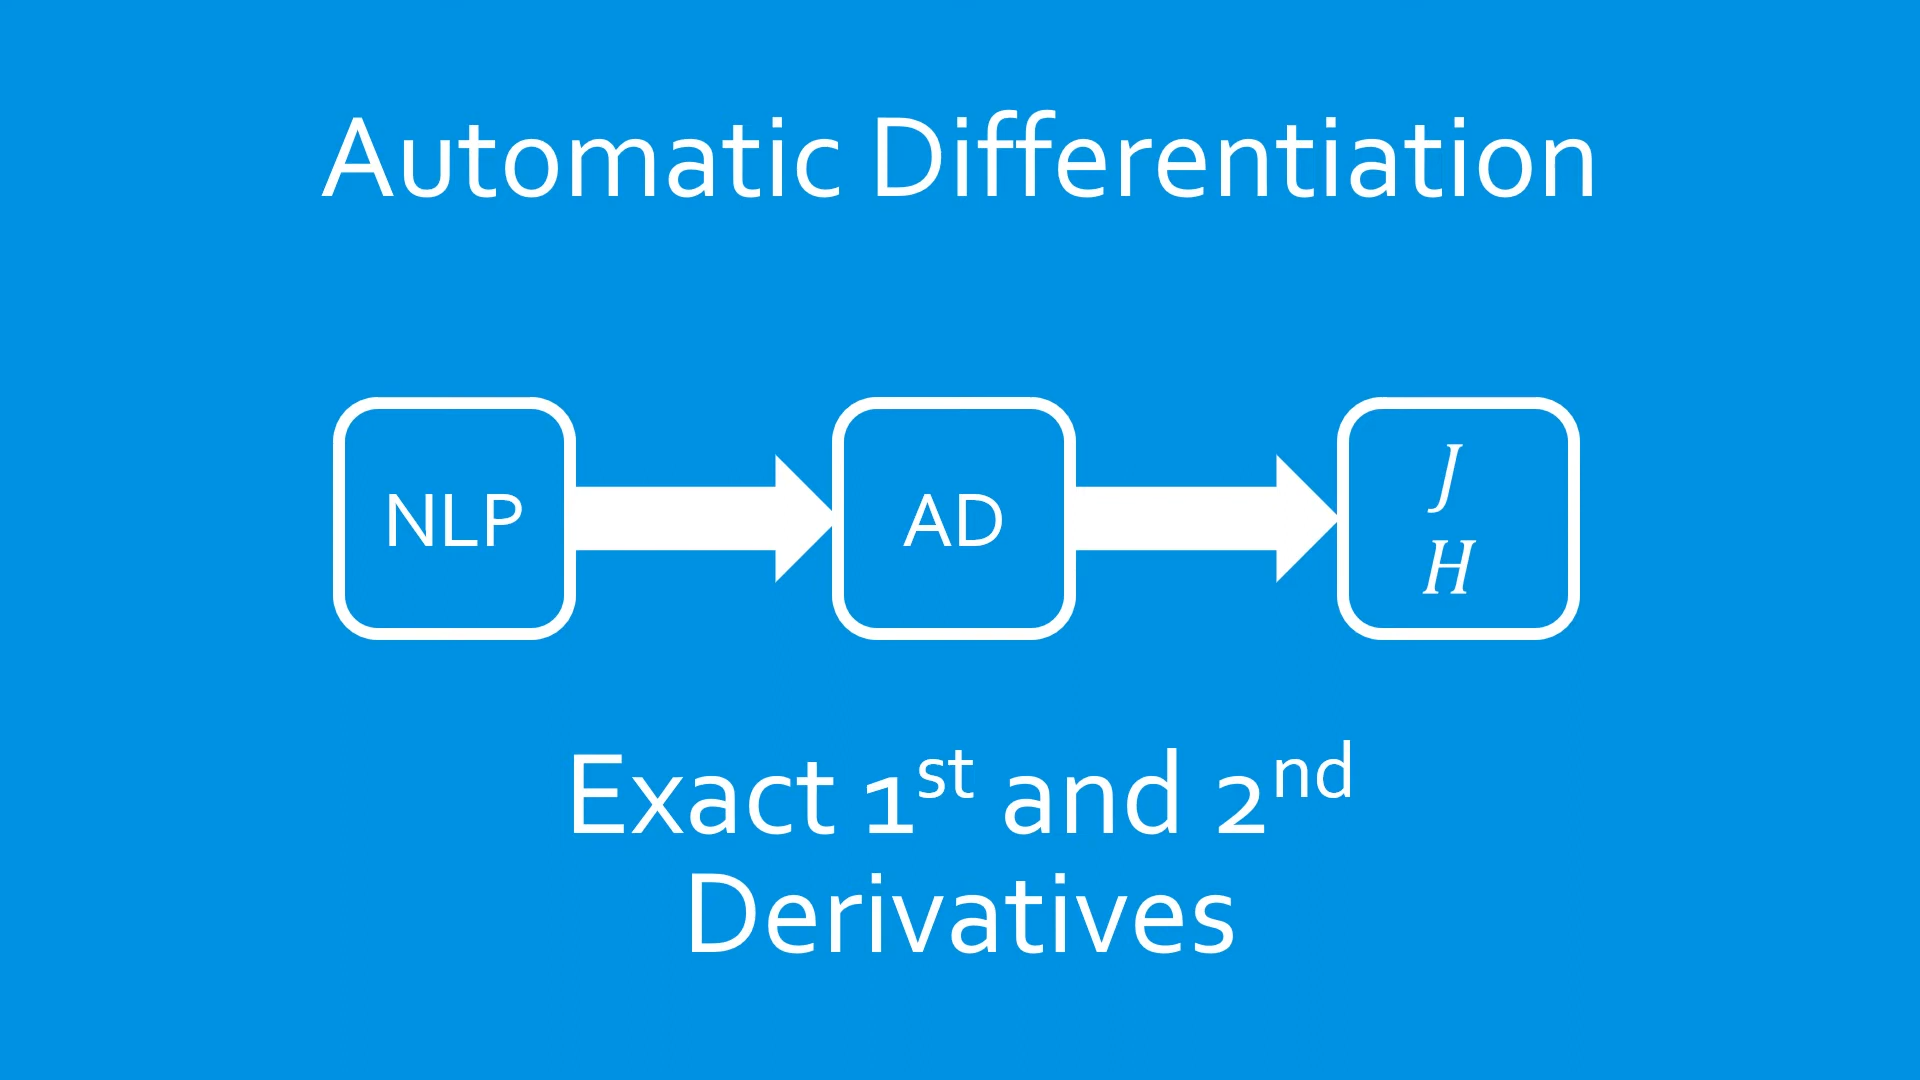 Automatic Differentiation
NLP
AD
J
H
Exact 1st and 2nd
Derivatives